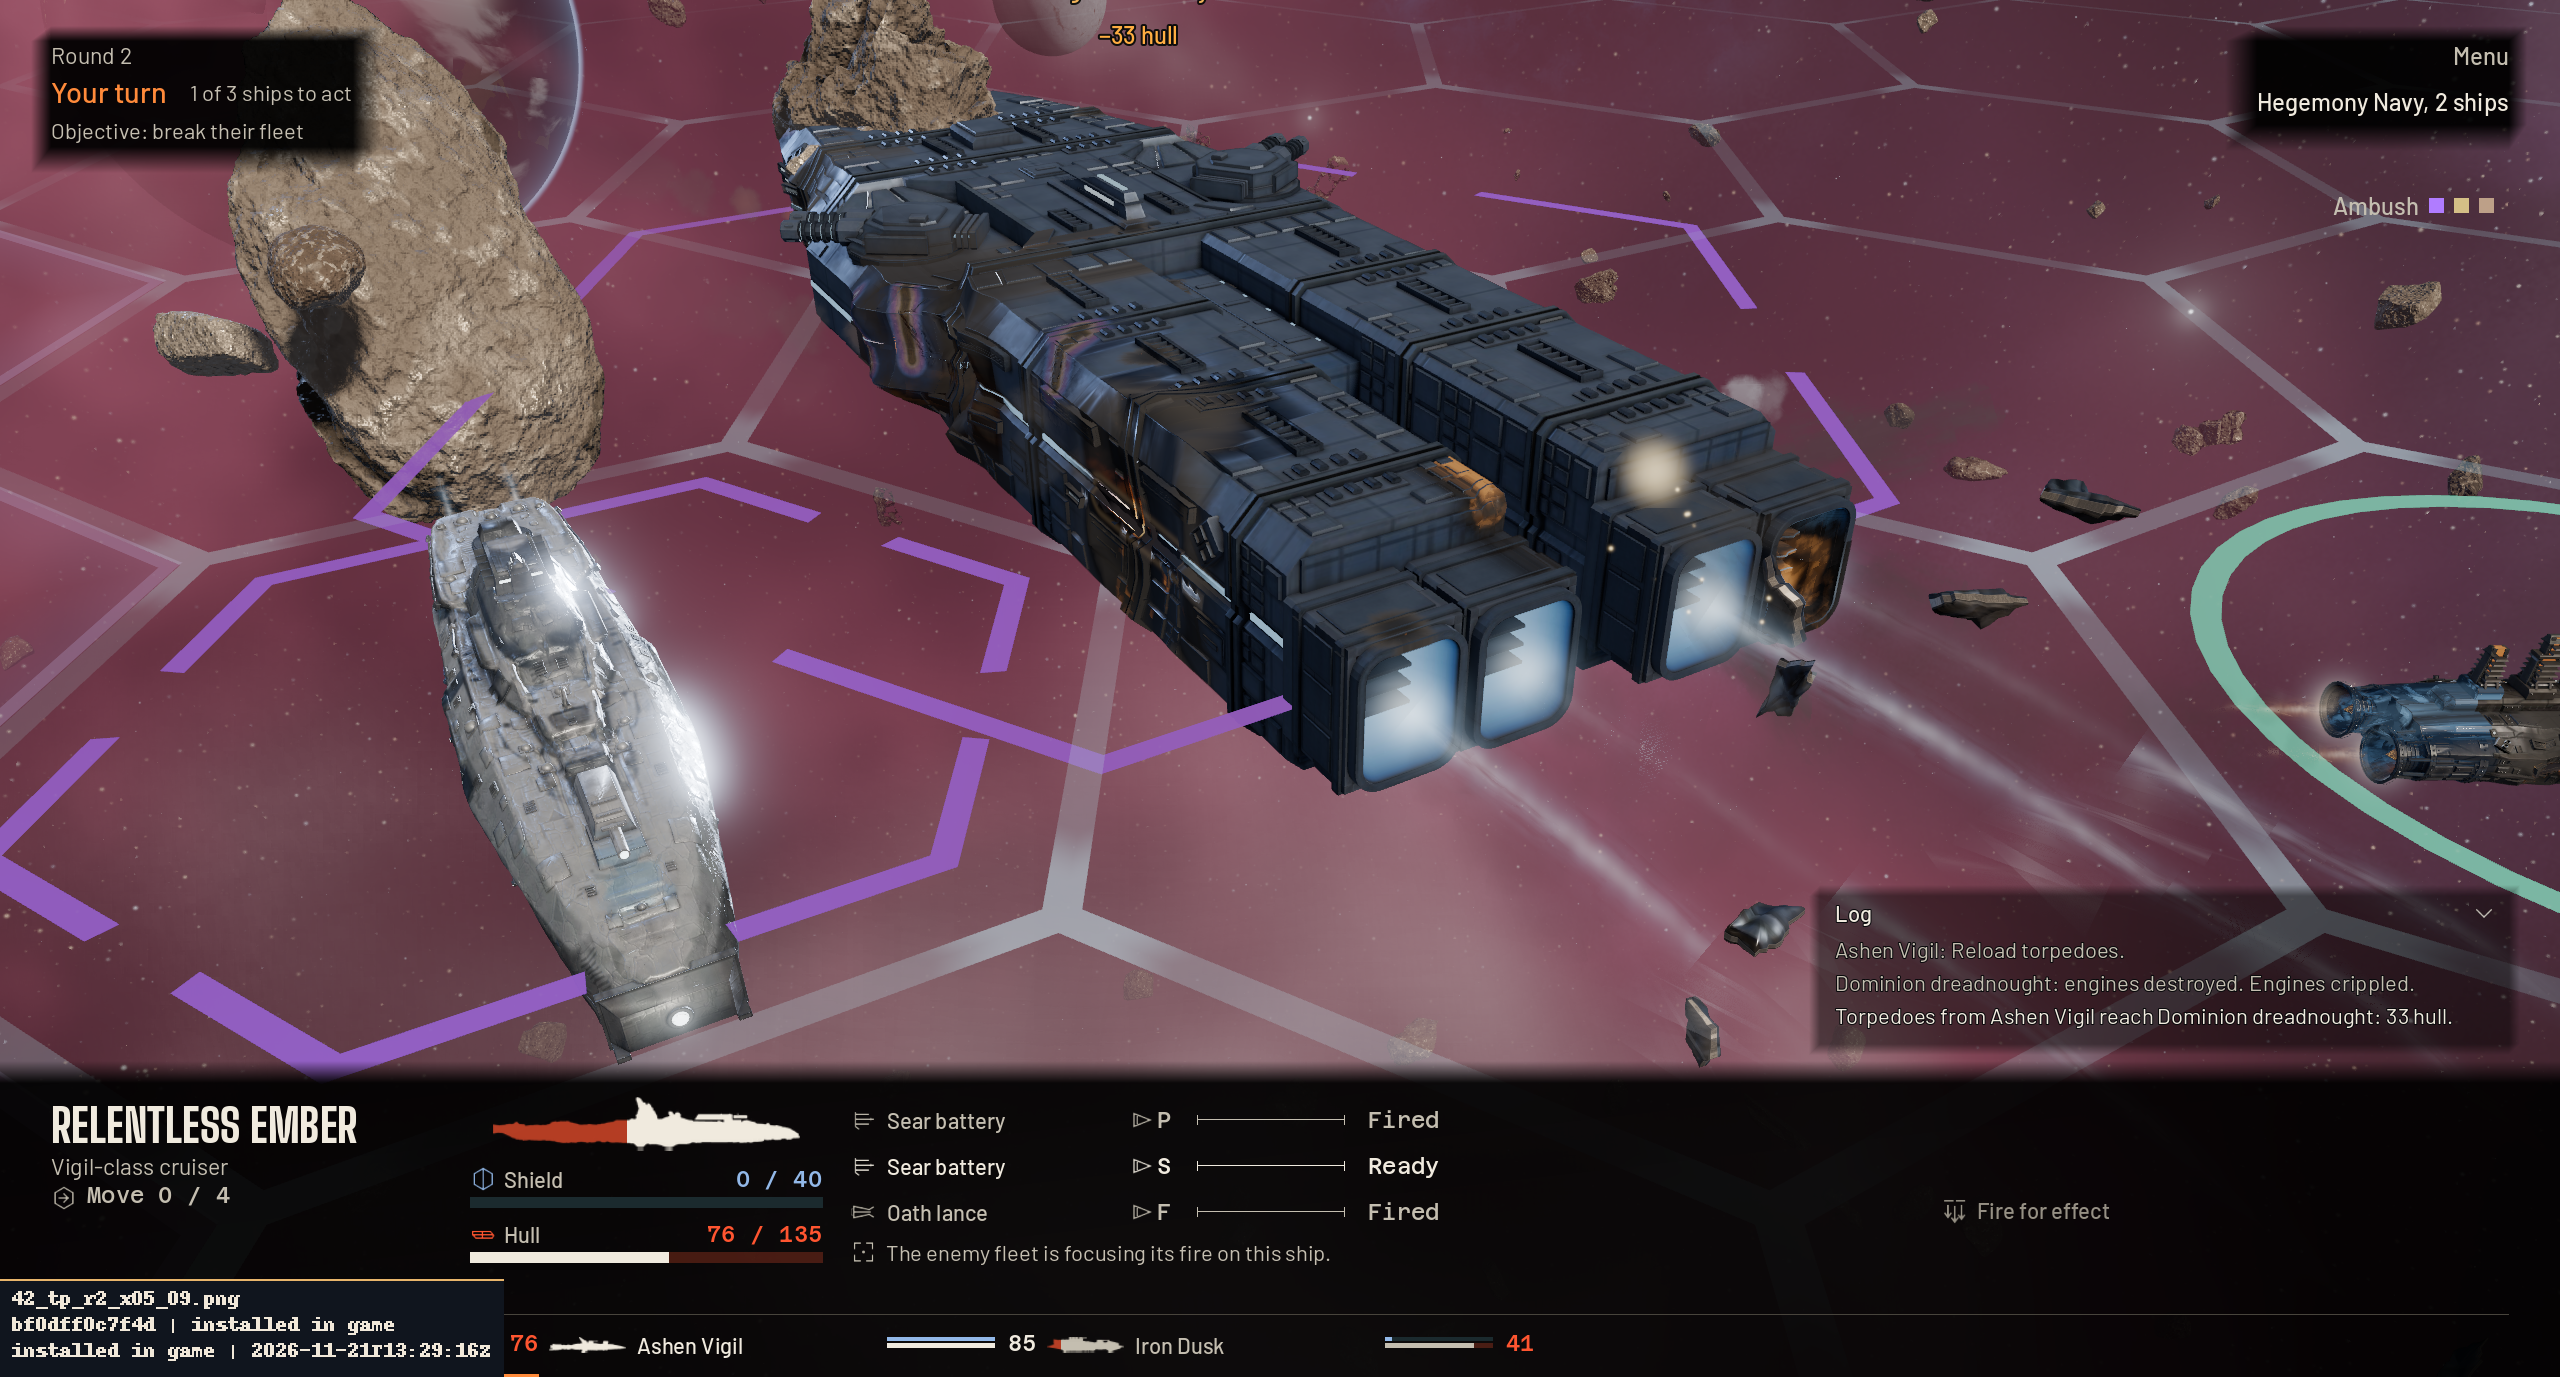 -33 hull
Round 2
Your turn 1 of 3 ships to act
Objective: break their fleet
Menu
Hegemony Navy, 2 ships
Ambush
Log
Ashen Vigil: Reload torpedoes.
Dominion dreadnought: engines destroyed. Engines crippled.
Torpedoes from Ashen Vigil reach Dominion dreadnought: 33 hull.
RELENTLESS EMBER
Vigil-class cruiser
Move 0 / 4
Shield 0 / 40
Hull 76 / 135
Sear battery P Fired
Sear battery S Ready
Oath lance F Fired
The enemy fleet is focusing its fire on this ship.
Fire for effect
42_tp_r2_x05_09.png
bf0dff0c7f4d | installed in game
installed in game | 2026-11-21r13:29:16z
76 Ashen Vigil 85 Iron Dusk 41